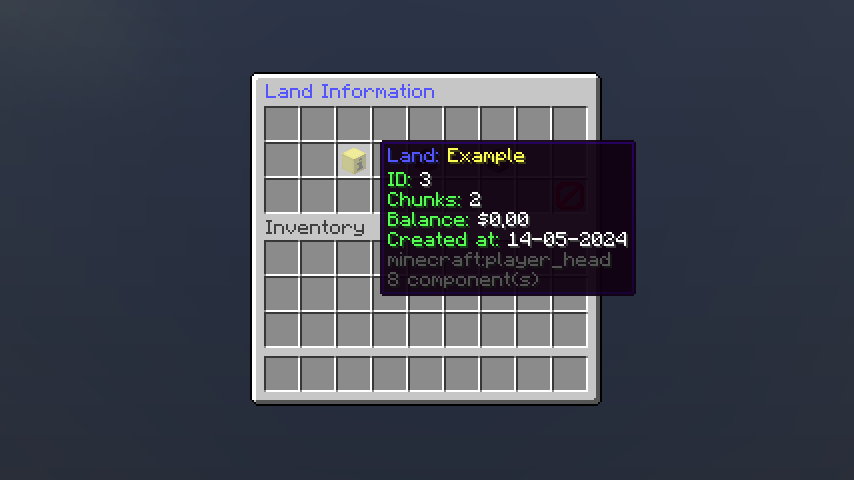 Land Information
Land: Example
ID: 3
Chunks: 2
Balance: $0,00
Created at: 14-05-2024
minecraft:player_head
8 component(s)
Inventory